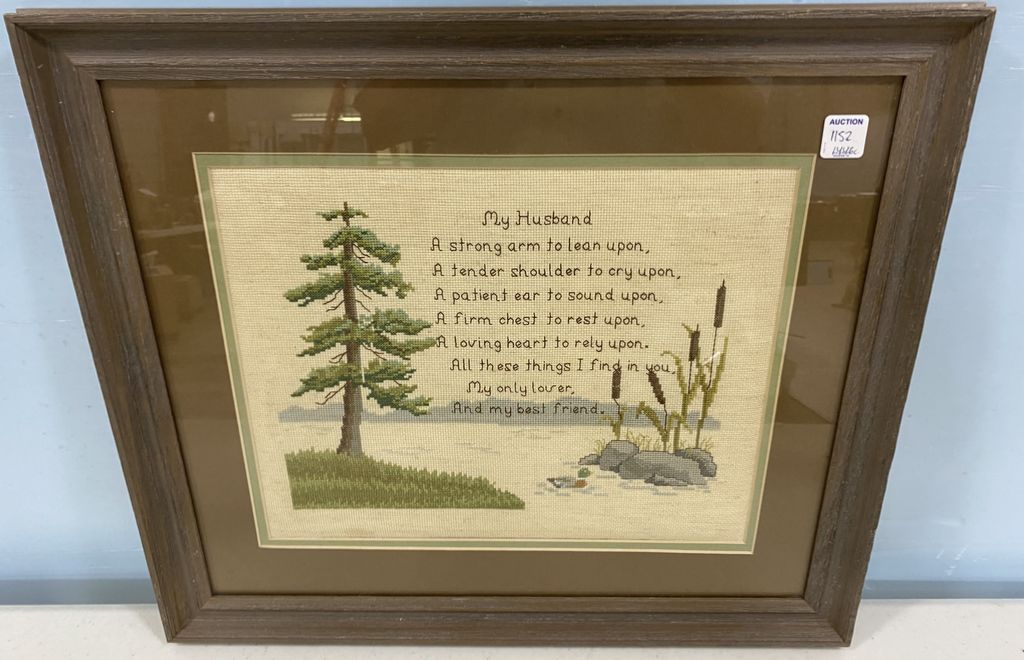 AUCTION
1152
My Husband
A strong arm to lean upon,
A tender shoulder to cry upon,
A patient ear to sound upon,
A firm chest to rest upon,
A loving heart to rely upon.
All these things I find in you,
My only lover,
And my best friend.